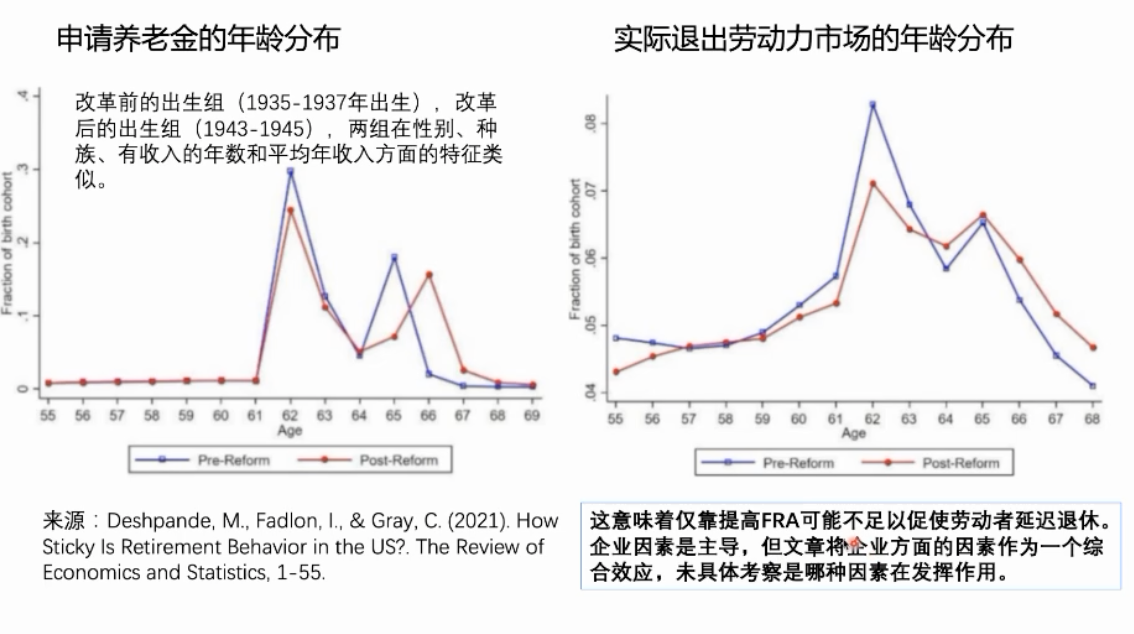 申请养老金的年龄分布
改革前的出生组（1935-1937年出生），改革
后的出生组（1943-1945），两组在性别、种
族、有收入的年数和平均年收入方面的特征类
似。
Fraction of birth cohort
.4
.3
.2
.1
0
55 56 57 58 59 60 61 62 63 64 65 66 67 68 69
Age
Pre-Reform Post-Reform
来源：Deshpande, M., Fadlon, I., & Gray, C. (2021). How
Sticky Is Retirement Behavior in the US?. The Review of
Economics and Statistics, 1-55.
实际退出劳动力市场的年龄分布
Fraction of birth cohort
.08
.07
.06
.05
.04
55 56 57 58 59 60 61 62 63 64 65 66 67 68
Age
Pre-Reform Post-Reform
这意味着仅靠提高FRA可能不足以促使劳动者延迟退休。
企业因素是主导，但文章将企业方面的因素作为一个综
合效应，未具体考察是哪种因素在发挥作用。